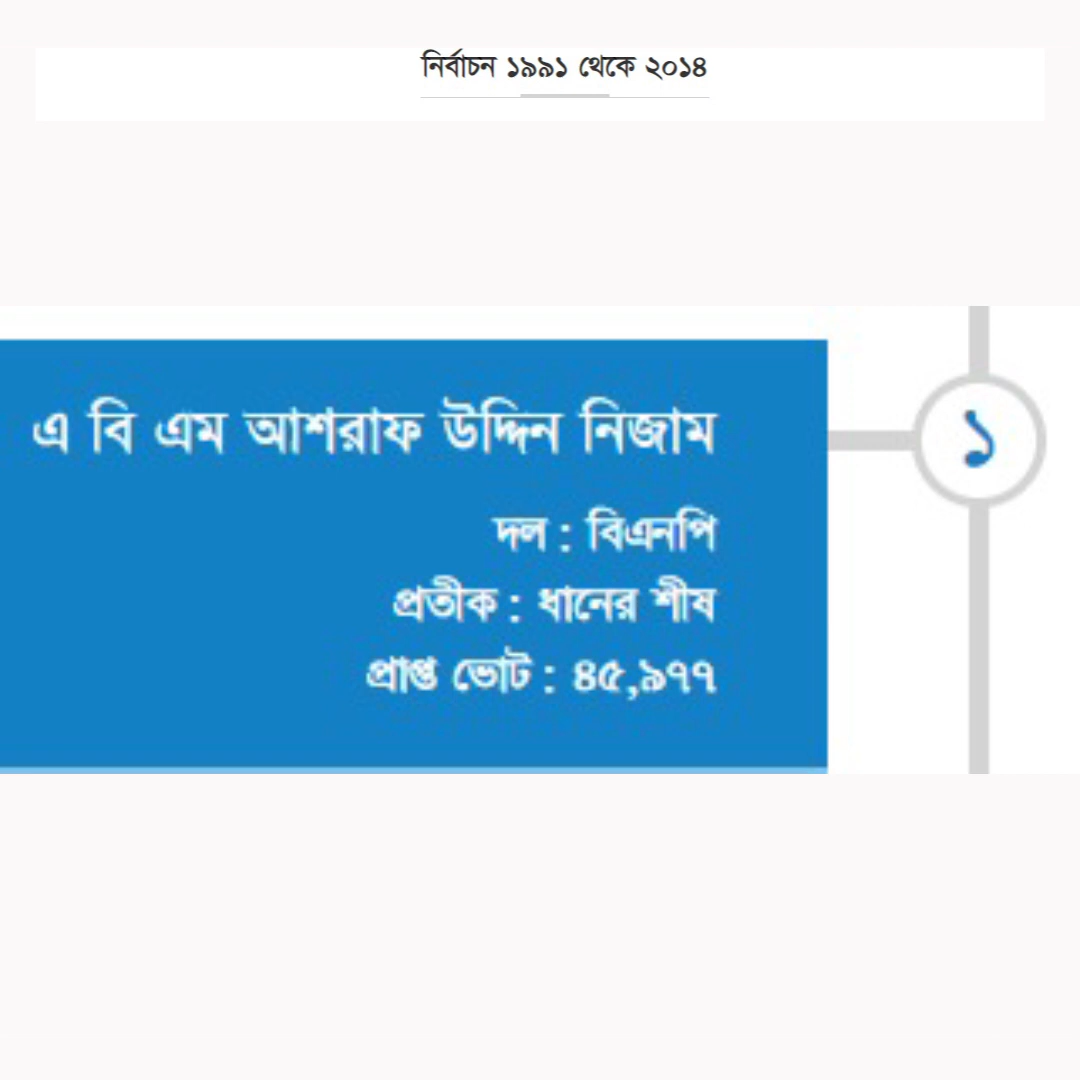 নির্বাচন ১৯৯১ থেকে ২০১৪
এ বি এম আশরাফ উদ্দিন নিজাম
১
দল : বিএনপি
প্রতীক : ধানের শীষ
প্রাপ্ত ভোট : ৪৫,৯৭৭